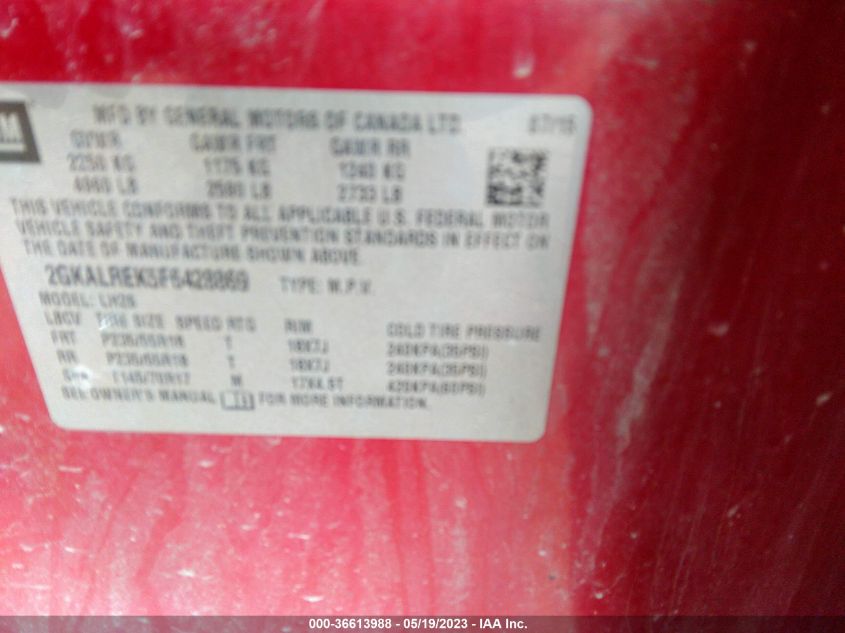 GM
MFD BY GENERAL MOTORS OF CANADA LTD 07/15
GVWR GAWR FRT GAWR RR
2250 KG 1175 KG 1240 KG
4960 LB 2590 LB 2733 LB
THIS VEHICLE CONFORMS TO ALL APPLICABLE U.S. FEDERAL MOTOR
VEHICLE SAFETY AND THEFT PREVENTION STANDARDS IN EFFECT ON
THE DATE OF MANUFACTURE SHOWN ABOVE.
2GKALREK5F6428869 TYPE: M.P.V.
MODEL: LH26
TIRE SIZE SPEED RTG RIM COLD TIRE PRESSURE
FRT P235/55R18 T 18X7J 240KPA(35PSI)
RR P235/55R18 T 18X7J 240KPA(35PSI)
T145/70R17 M 17X4.5T 420KPA(60PSI)
SEE OWNER'S MANUAL FOR MORE INFORMATION.
000-36613988 — 05/19/2023 — IAA Inc.